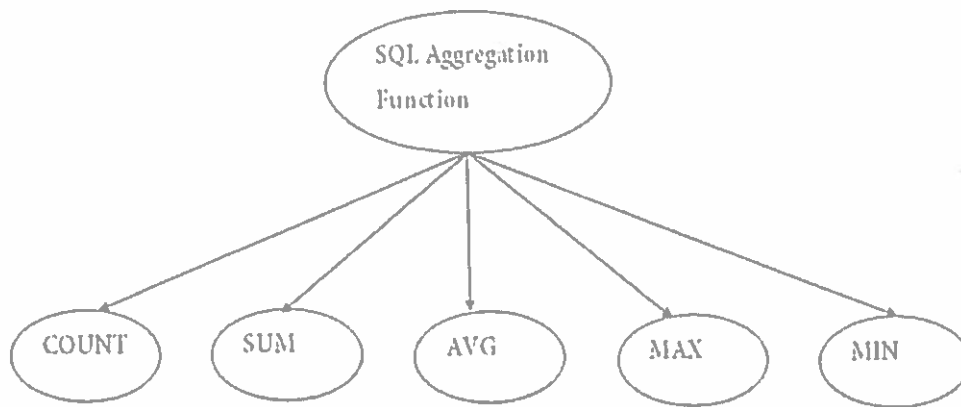 SQL Aggregation
Function
COUNT
SUM
AVG
MAX
MIN